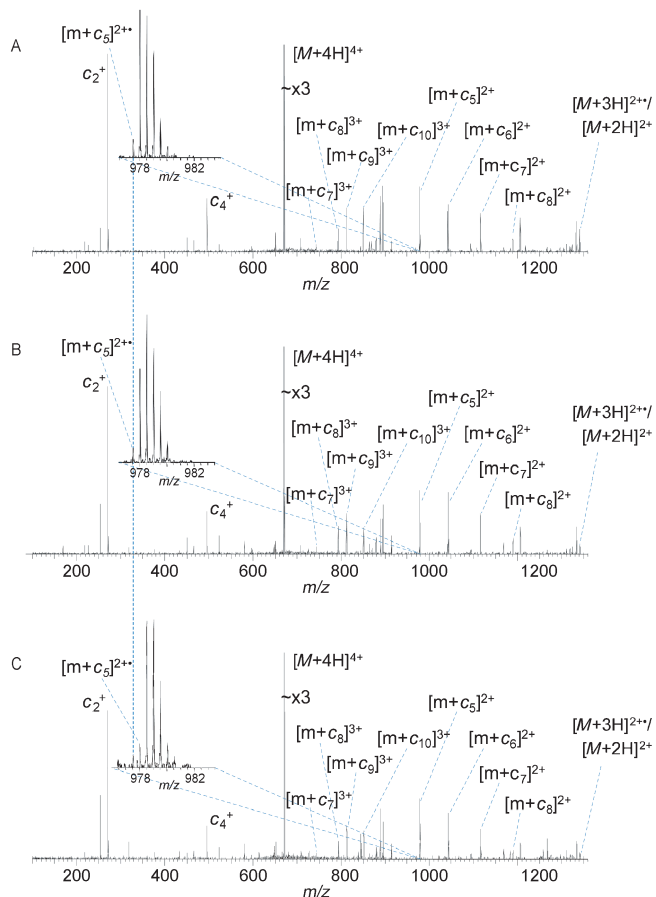 A
[m+c₅]²⁺•
c₂⁺
978 982
m/z
[M+4H]⁴⁺
~x3
[m+c₅]²⁺
[m+c₈]³⁺
[m+c₁₀]³⁺
[m+c₆]²⁺
[M+3H]²⁺•/
[M+2H]²⁺
[m+c₉]³⁺
[m+c₇]²⁺
c₄⁺
[m+c₇]³⁺
[m+c₈]²⁺
200 400 600 800 1000 1200
m/z
B
[m+c₅]²⁺•
c₂⁺
978 982
m/z
[M+4H]⁴⁺
~x3
[m+c₅]²⁺
[m+c₈]³⁺
[m+c₁₀]³⁺
[m+c₆]²⁺
[M+3H]²⁺•/
[M+2H]²⁺
[m+c₉]³⁺
[m+c₇]²⁺
[m+c₇]³⁺
[m+c₈]²⁺
c₄⁺
200 400 600 800 1000 1200
m/z
C
[m+c₅]²⁺•
c₂⁺
978 982
m/z
[M+4H]⁴⁺
~x3
[m+c₅]²⁺
[m+c₈]³⁺
[m+c₁₀]³⁺
[m+c₆]²⁺
[M+3H]²⁺•/
[M+2H]²⁺
[m+c₉]³⁺
[m+c₇]²⁺
[m+c₇]³⁺
[m+c₈]²⁺
c₄⁺
200 400 600 800 1000 1200
m/z